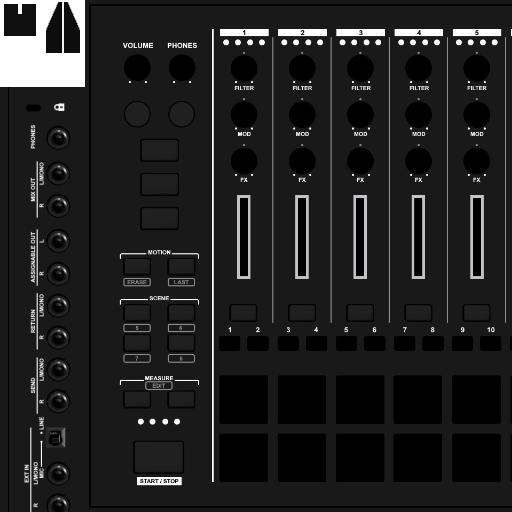 VOLUME PHONES
1 2 3 4 5
FILTER FILTER FILTER FILTER FILTER
MOD MOD MOD MOD MOD
FX FX FX FX FX
MOTION
ERASE LAST
SCENE
5 6
7 8
MEASURE
EDIT
START / STOP
1 2 3 4 5 6 7 8 9 10
PHONES
MIX OUT
L/MONO
R
ASSIGNABLE OUT
L
R
RETURN
L/MONO
R
SEND
L/MONO
R
LINE
MIC
EXT IN
L/MONO
R